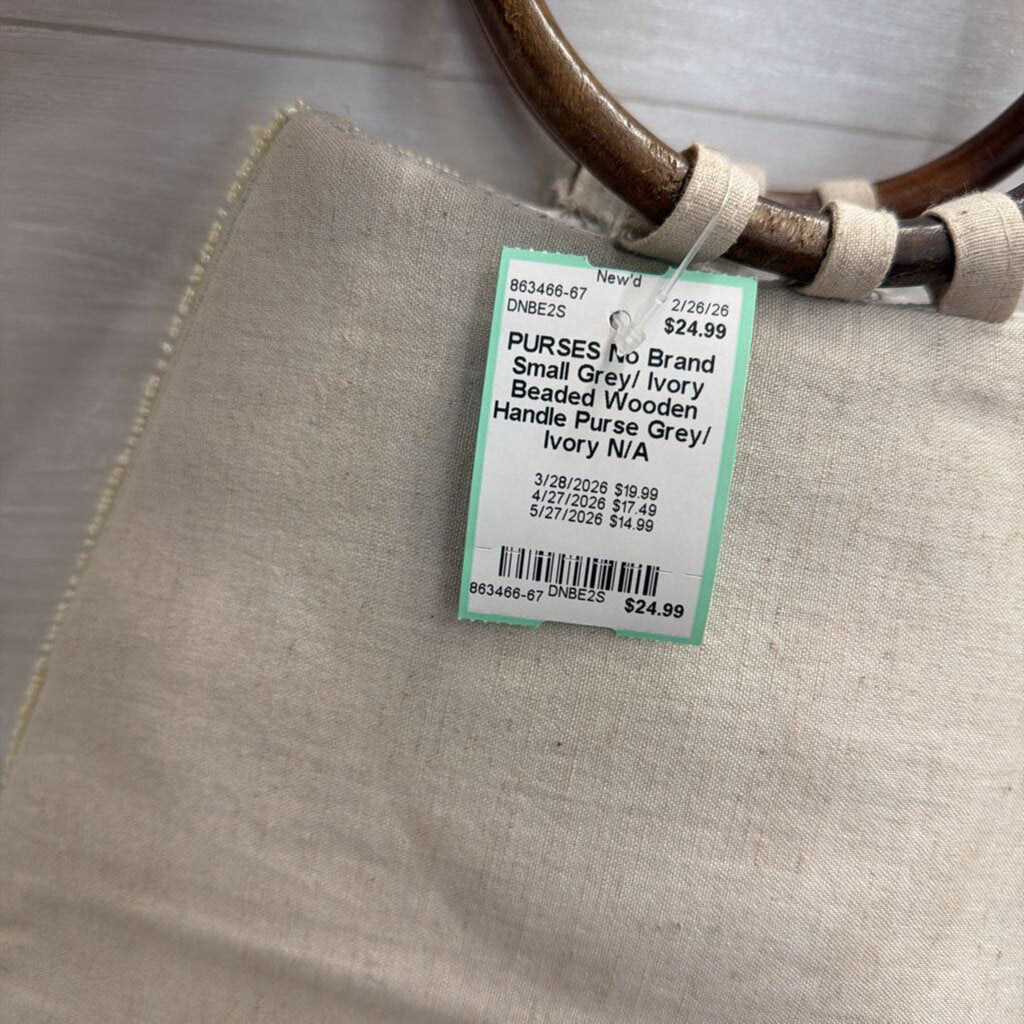 New'd
863466-67 2/26/26
DNBE2S $24.99
PURSES No Brand
Small Grey/ Ivory
Beaded Wooden
Handle Purse Grey/
Ivory N/A
3/28/2026 $19.99
4/27/2026 $17.49
5/27/2026 $14.99
863466-67 DNBE2S $24.99